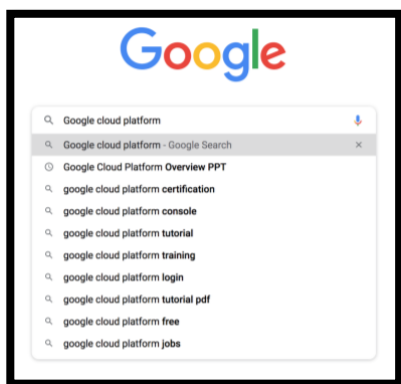 Google
Google cloud platform
Google cloud platform - Google Search
Google Cloud Platform Overview PPT
google cloud platform certification
google cloud platform console
google cloud platform tutorial
google cloud platform training
google cloud platform login
google cloud platform tutorial pdf
google cloud platform free
google cloud platform jobs